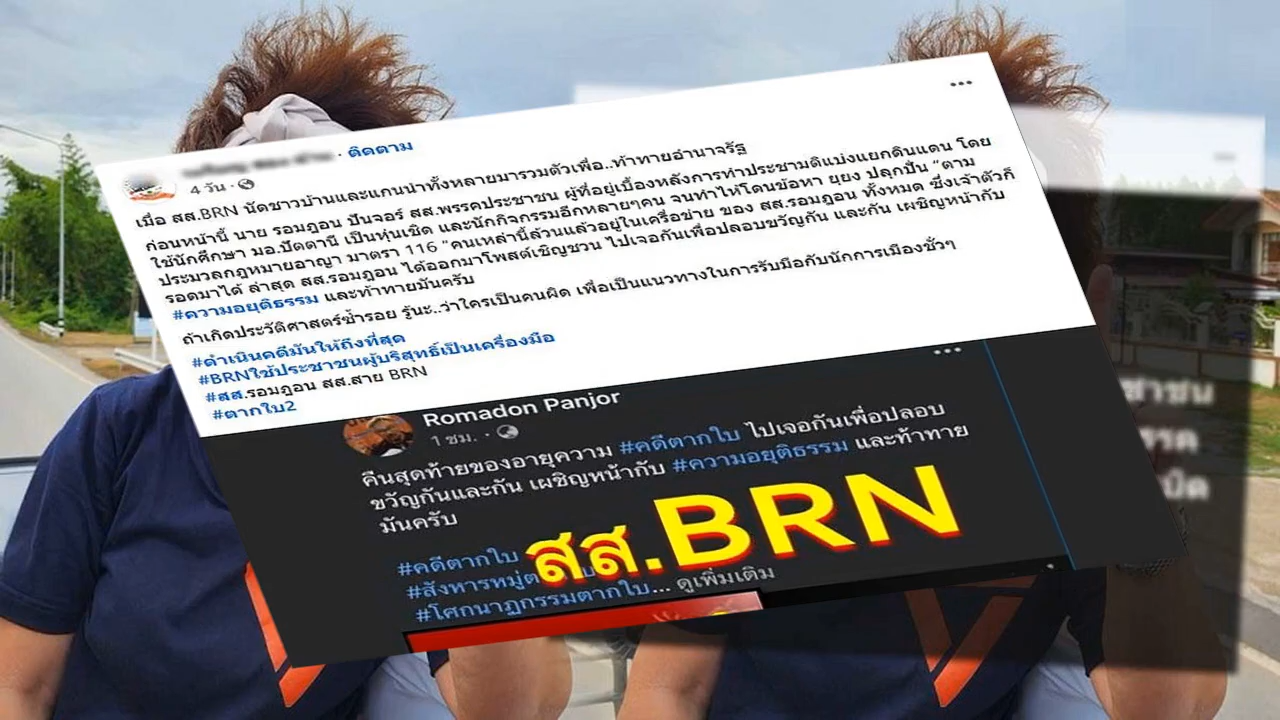 ติดตาม
4 วัน
เมื่อ สส.BRN นัดชาวบ้านและแกนนำทั้งหลายมารวมตัวเพื่อ..ท้าทายอำนาจรัฐ
ก่อนหน้านี้ นาย รอมฎอน ปันจอร์ สส.พรรคประชาชน ผู้ที่อยู่เบื้องหลังการทำประชามติแบ่งแยกดินแดน โดย
ใช้นักศึกษา มอ.ปัตตานี เป็นหุ่นเชิด และนักกิจกรรมอีกหลายๆคน จนทำให้โดนข้อหา ยุยง ปลุกปั่น “ตาม
ประมวลกฎหมายอาญา มาตรา 116 “คนเหล่านี้ล้วนแล้วอยู่ในเครือข่าย ของ สส.รอมฎอน ทั้งหมด ซึ่งเจ้าตัวก็
รอดมาได้ ล่าสุด สส.รอมฎอน ได้ออกมาโพสต์เชิญชวน ไปเจอกันเพื่อปลอบขวัญกัน และกัน เผชิญหน้ากับ
#ความอยุติธรรม และท้าทายมันครับ
ถ้าเกิดประวัติศาสตร์ซ้ำรอย รู้นะ..ว่าใครเป็นคนผิด เพื่อเป็นแนวทางในการรับมือกับนักการเมืองชั่วๆ
#ดำเนินคดีมันให้ถึงที่สุด
#BRNใช้ประชาชนผู้บริสุทธิ์เป็นเครื่องมือ
#สส.รอมฎอน สส.สาย BRN
#ตากใบ2
Romadon Panjor
1 ชม.
คืนสุดท้ายของอายุความ #คดีตากใบ ไปเจอกันเพื่อปลอบ
ขวัญกันและกัน เผชิญหน้ากับ #ความอยุติธรรม และท้าทาย
มันครับ
#คดีตากใบ
สส.BRN
#สังหารหมู่ต
#โศกนาฏกรรมตากใบ... ดูเพิ่มเติม